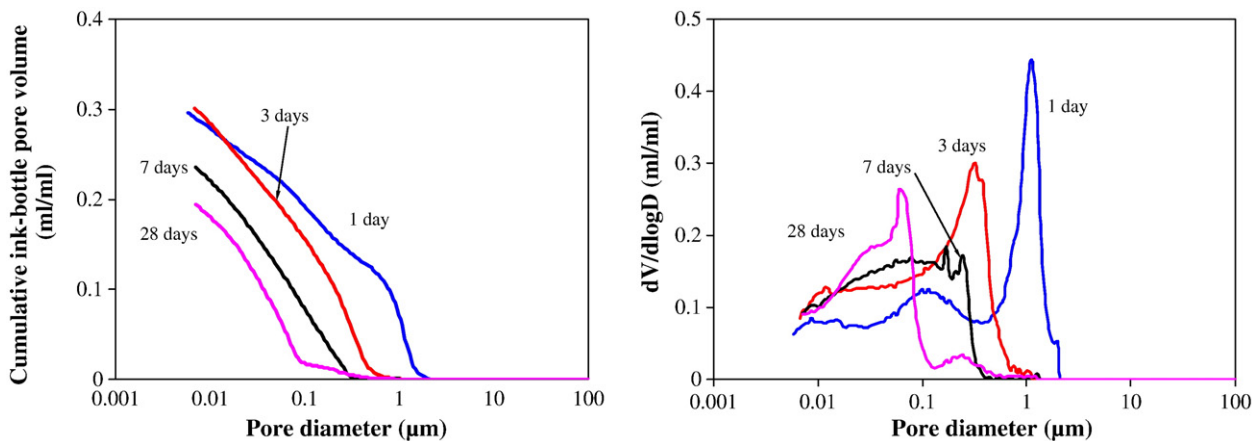 Cumulative ink-bottle pore volume
(ml/ml)
0.4
0.3
0.2
0.1
0
3 days
7 days
1 day
28 days
0.001
0.01
0.1
1
10
100
Pore diameter (µm)
dV/dlogD (ml/ml)
0.5
0.4
0.3
0.2
0.1
0
1 day
3 days
7 days
28 days
0.001
0.01
0.1
1
10
100
Pore diameter (µm)